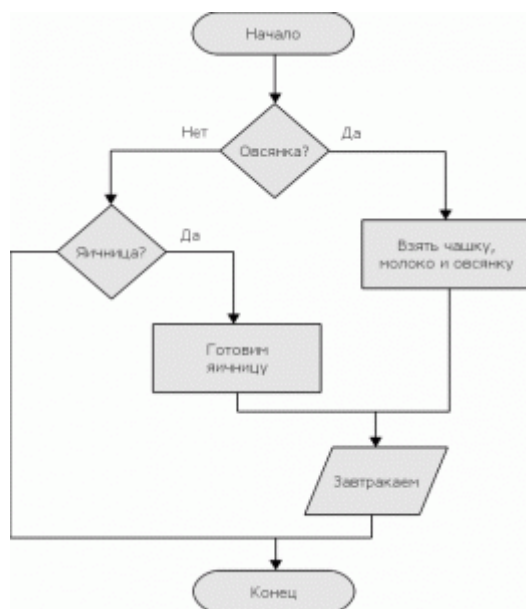 Начало
Нет
Овсянка?
Да
Яичница?
Да
Взять чашку,
молоко и овсянку
Готовим
яичницу
Завтракаем
Конец